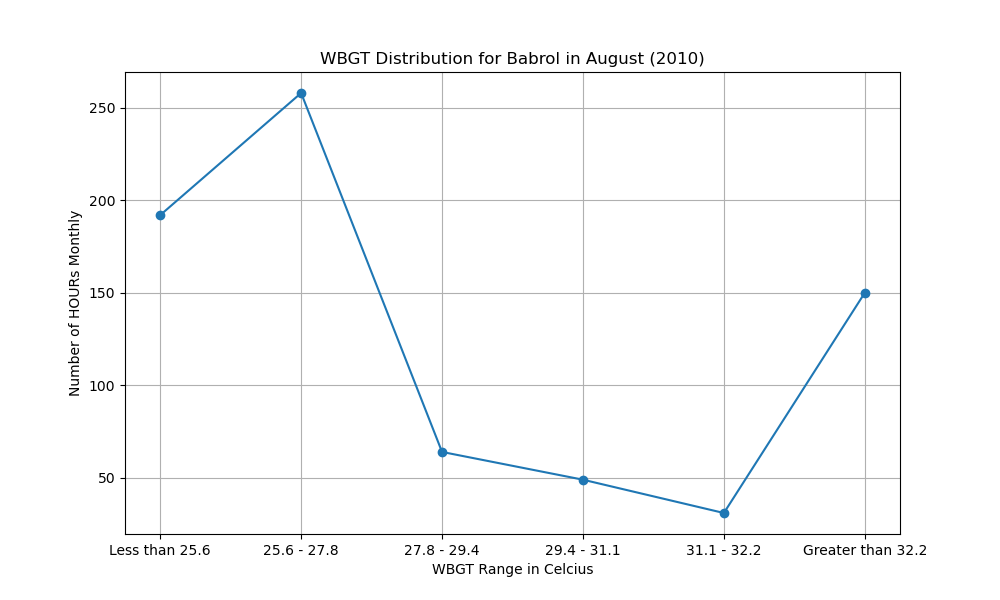 WBGT Distribution for Babrol in August (2010)
Number of HOURs Monthly
250
200
150
100
50
Less than 25.6
25.6 - 27.8
27.8 - 29.4
29.4 - 31.1
31.1 - 32.2
Greater than 32.2
WBGT Range in Celcius